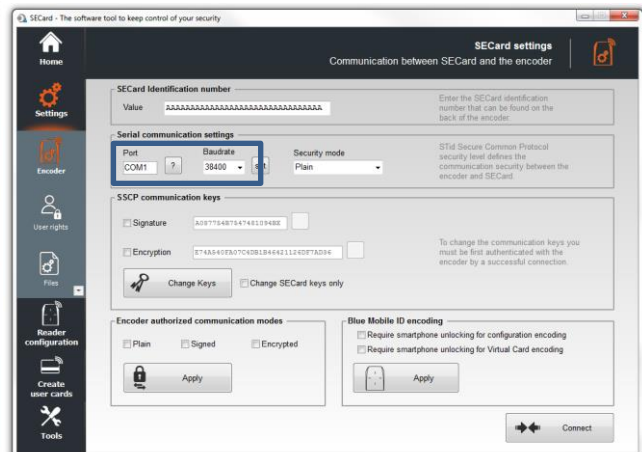 SECard - The software tool to keep control of your security
Home
SECard settings
Communication between SECard and the encoder
Settings
Encoder
User rights
Files
Reader
configuration
Create
user cards
Tools
SECard Identification number
Value
Enter the SECard identification
number that can be found on the
back of the encoder.
Serial communication settings
Port
Baudrate
Security mode
COM1
?
38400
Plain
STid Secure Common Protocol
security level defines the
communication security between the
encoder and SECard.
SSCP communication keys
Signature
Encryption
To change the communication keys you
must be first authenticated with the
encoder by a successful connection.
Change Keys
Change SECard keys only
Encoder authorized communication modes
Plain
Signed
Encrypted
Apply
Blue Mobile ID encoding
Require smartphone unlocking for configuration encoding
Require smartphone unlocking for Virtual Card encoding
Apply
Connect